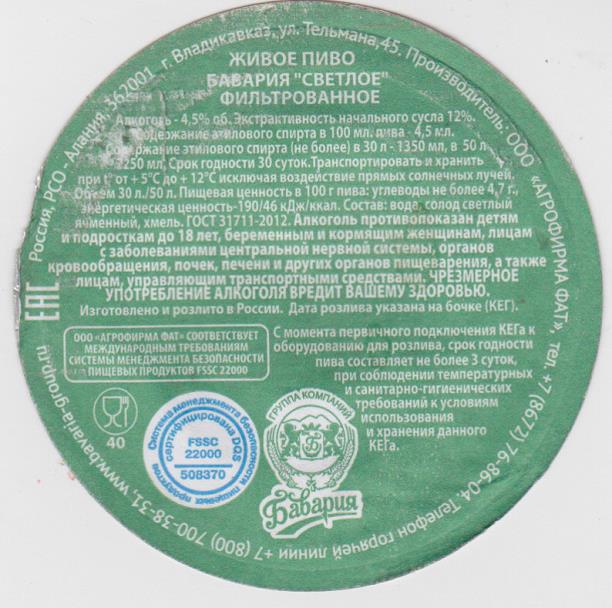 Производитель: ООО "АГРОФИРМА ФАТ", тел. +7(8672) 76-86-04. Телефон горячей линии +7 (800) 700-38-31, www.bavaria-group.ru
Россия, РСО - Алания, 362001 г. Владикавказ, ул. Тельмана, 45.
ЖИВОЕ ПИВО
БАВАРИЯ "СВЕТЛОЕ"
ФИЛЬТРОВАННОЕ
Алкоголь - 4,5% об. Экстрактивность начального сусла 12%.
Содержание этилового спирта в 100 мл. пива - 4,5 мл.
Содержание этилового спирта (не более) в 30 л - 1350 мл, в 50 л
2250 мл, Срок годности 30 суток.Транспортировать и хранить
при t° от +5°С до +12°С исключая воздействие прямых солнечных лучей.
Объем 30 л./50 л. Пищевая ценность в 100 г пива: углеводы не более 4,7 г.,
энергетическая ценность-190/46 кДж/ккал. Состав: вода, солод светлый
ячменный, хмель. ГОСТ 31711-2012. Алкоголь противопоказан детям
и подросткам до 18 лет, беременным и кормящим женщинам, лицам
с заболеваниями центральной нервной системы, органов
кровообращения, почек, печени и других органов пищеварения, а также
лицам, управляющим транспортными средствами. ЧРЕЗМЕРНОЕ
УПОТРЕБЛЕНИЕ АЛКОГОЛЯ ВРЕДИТ ВАШЕМУ ЗДОРОВЬЮ.
Изготовлено и розлито в России. Дата розлива указана на бочке (КЕГ).
ЕАС
ООО «АГРОФИРМА ФАТ» СООТВЕТСТВУЕТ
МЕЖДУНАРОДНЫМ ТРЕБОВАНИЯМ
СИСТЕМЫ МЕНЕДЖМЕНТА БЕЗОПАСНОСТИ
ПИЩЕВЫХ ПРОДУКТОВ FSSC 22000
С момента первичного подключения КЕГа к
оборудованию для розлива, срок годности
пива составляет не более 3 суток,
при соблюдении температурных
и санитарно-гигиенических
требований к условиям
использования
и хранения данного
КЕГа.
40
Система менеджмента безопасности пищевых продуктов
сертифицирована DQS
FSSC
22000
508370
ГРУППА КОМПАНИЙ
Б
Бавария